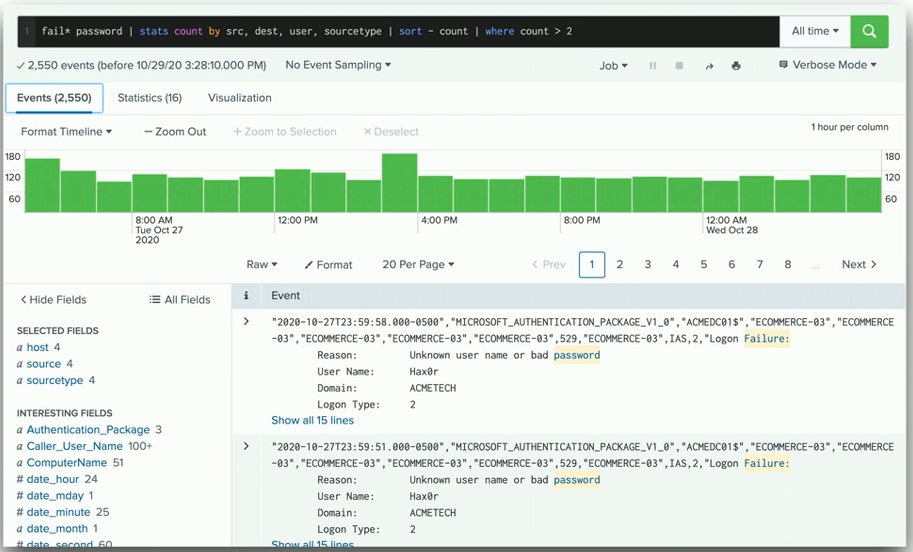 1 fail* password | stats count by src, dest, user, sourcetype | sort - count | where count > 2
All time
2,550 events (before 10/29/20 3:28:10.000 PM)
No Event Sampling
Job
Verbose Mode
Events (2,550)
Statistics (16)
Visualization
Format Timeline
— Zoom Out
+ Zoom to Selection
× Deselect
1 hour per column
180
120
60
180
120
60
8:00 AM
Tue Oct 27
2020
12:00 PM
4:00 PM
8:00 PM
12:00 AM
Wed Oct 28
Raw
Format
20 Per Page
< Prev
1
2
3
4
5
6
7
8
...
Next >
< Hide Fields
All Fields
SELECTED FIELDS
a host 4
a source 4
a sourcetype 4
INTERESTING FIELDS
a Authentication_Package 3
a Caller_User_Name 100+
a ComputerName 51
# date_hour 24
# date_mday 1
# date_minute 25
a date_month 1
# date_second 60
i
Event
"2020-10-27T23:59:58.000-0500","MICROSOFT_AUTHENTICATION_PACKAGE_V1_0","ACMEDC01$","ECOMMERCE-03","ECOMMERCE
-03","ECOMMERCE-03","ECOMMERCE-03","ECOMMERCE-03",529,"ECOMMERCE-03",IAS,2,"Logon Failure:
Reason: Unknown user name or bad password
User Name: Hax0r
Domain: ACMETECH
Logon Type: 2
Show all 15 lines
"2020-10-27T23:59:51.000-0500","MICROSOFT_AUTHENTICATION_PACKAGE_V1_0","ACMEDC01$","ECOMMERCE-03","ECOMMERCE
-03","ECOMMERCE-03","ECOMMERCE-03","ECOMMERCE-03",529,"ECOMMERCE-03",IAS,2,"Logon Failure:
Reason: Unknown user name or bad password
User Name: Hax0r
Domain: ACMETECH
Logon Type: 2
Show all 15 lines